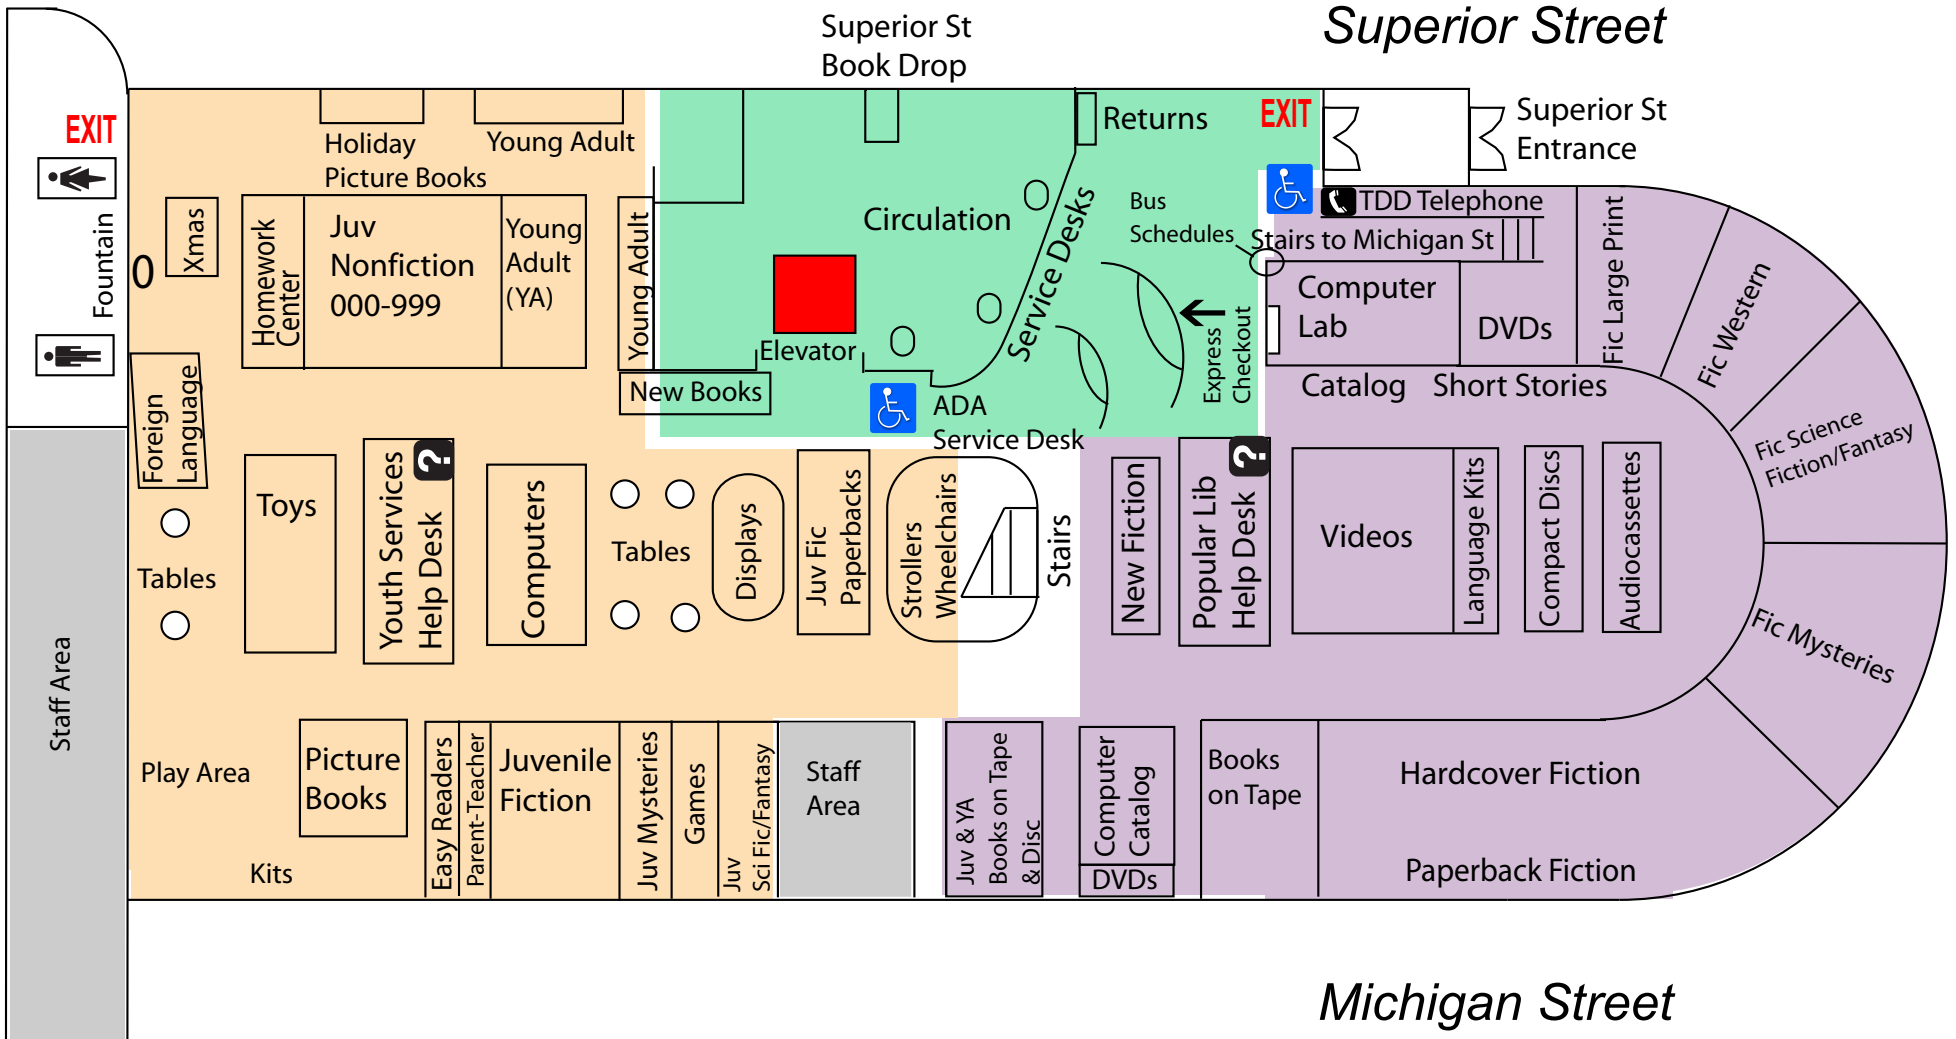 Superior St
Book Drop
Superior Street
EXIT
Holiday
Picture Books
Young Adult
Returns
EXIT
Superior St
Entrance
Fountain
0
Xmas
Homework
Center
Juv
Nonfiction
000-999
Young
Adult
(YA)
Young Adult
Circulation
Elevator
New Books
Service Desks
Bus
Schedules
TDD Telephone
Stairs to Michigan St
Computer
Lab
DVDs
Express
Checkout
Catalog
Short Stories
Fic Large Print
Fic Western
Fic Science
Fiction/Fantasy
Fic Mysteries
ADA
Service Desk
Foreign
Language
Tables
Toys
Youth Services
Help Desk
?
Computers
Tables
Displays
Juv Fic
Paperbacks
Strollers
Wheelchairs
Stairs
New Fiction
Popular Lib
Help Desk
?
Videos
Language Kits
Compact Discs
Audiocassettes
Staff Area
Play Area
Kits
Picture
Books
Easy Readers
Parent-Teacher
Juvenile
Fiction
Juv Mysteries
Games
Juv
Sci Fic/Fantasy
Staff
Area
Juv & YA
Books on Tape
& Disc
Computer
Catalog
DVDs
Books
on Tape
Hardcover Fiction
Paperback Fiction
Michigan Street